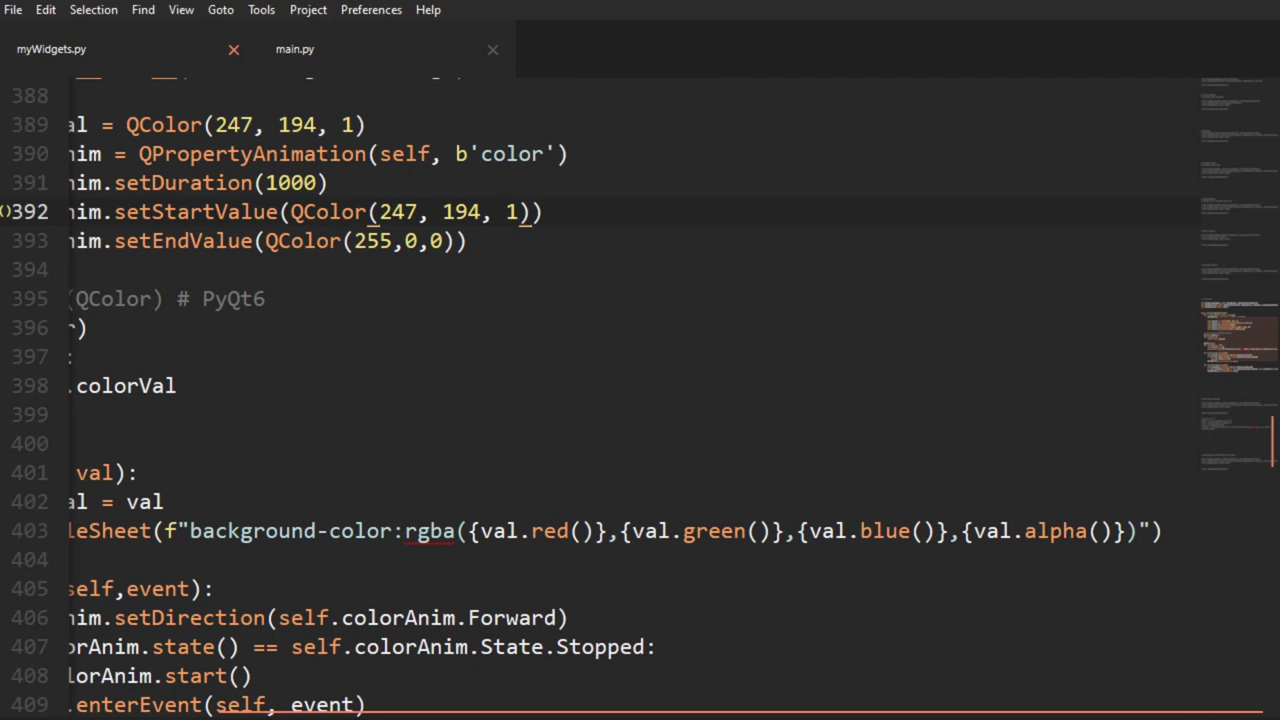 File Edit Selection Find View Goto Tools Project Preferences Help
myWidgets.py main.py
388
389 al = QColor(247, 194, 1)
390 nim = QPropertyAnimation(self, b'color')
391 nim.setDuration(1000)
392 nim.setStartValue(QColor(247, 194, 1))
393 nim.setEndValue(QColor(255,0,0))
394
395 (QColor) # PyQt6
396 r)
397 :
398 .colorVal
399
400
401 val):
402 al = val
403 leSheet(f"background-color:rgba({val.red()},{val.green()},{val.blue()},{val.alpha()})")
404
405 self,event):
406 nim.setDirection(self.colorAnim.Forward)
407 orAnim.state() == self.colorAnim.State.Stopped:
408 lorAnim.start()
409 .enterEvent(self, event)